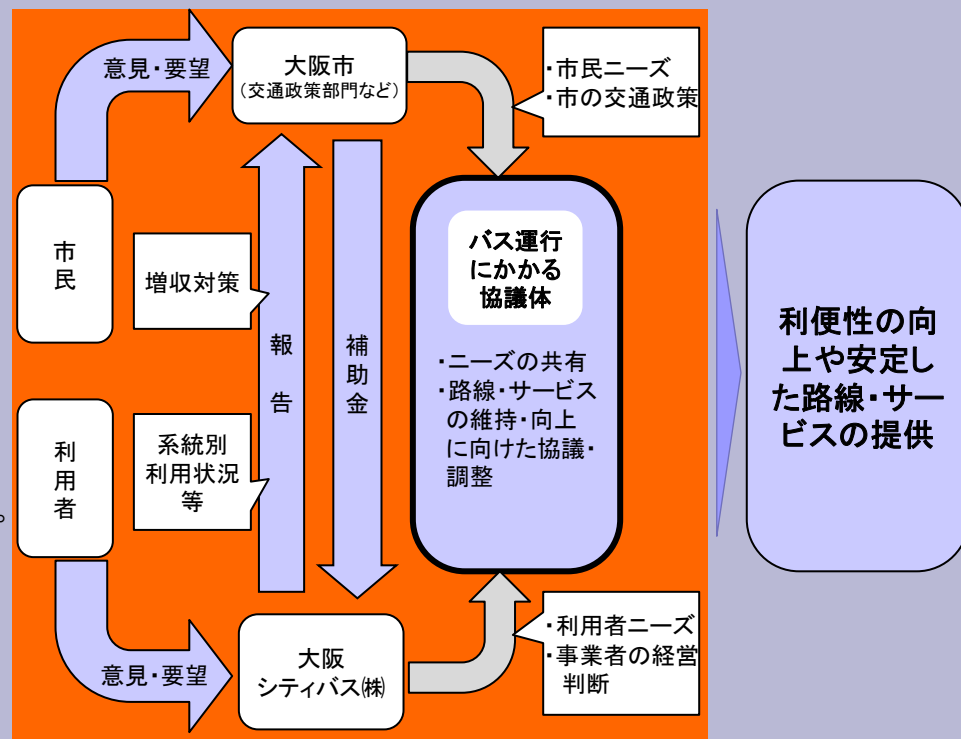 意見・要望
大阪市
（交通政策部門など）
・市民ニーズ
・市の交通政策
市民
増収対策
報告
補助金
バス運行
にかかる
協議体
・ニーズの共有
・路線・サービス
の維持・向上
に向けた協議・
調整
利便性の向
上や安定し
た路線・サー
ビスの提供
利用者
系統別
利用状況
等
。
意見・要望
大阪
シティバス㈱
・利用者ニーズ
・事業者の経営
判断